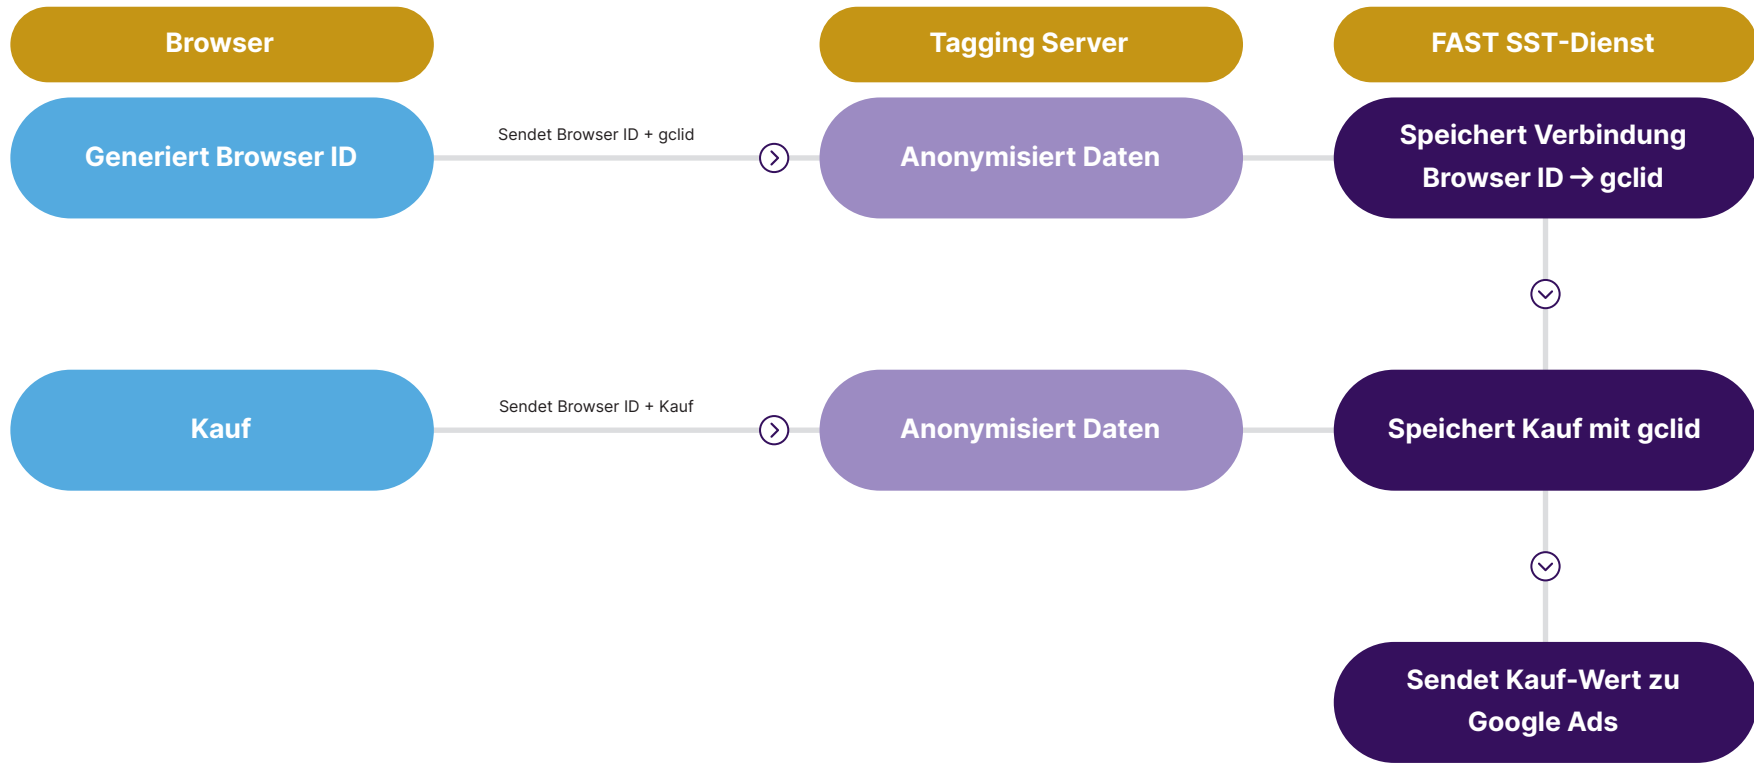 Browser
Tagging Server
FAST SST-Dienst
Generiert Browser ID
Sendet Browser ID + gclid
Anonymisiert Daten
Speichert Verbindung
Browser ID → gclid
Kauf
Sendet Browser ID + Kauf
Anonymisiert Daten
Speichert Kauf mit gclid
Sendet Kauf-Wert zu
Google Ads